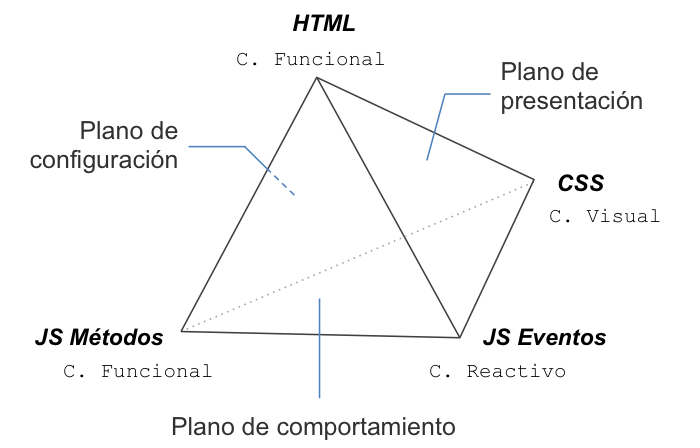 HTML
C. Funcional
Plano de
presentación
Plano de
configuración
CSS
C. Visual
JS Métodos
C. Funcional
JS Eventos
C. Reactivo
Plano de comportamiento